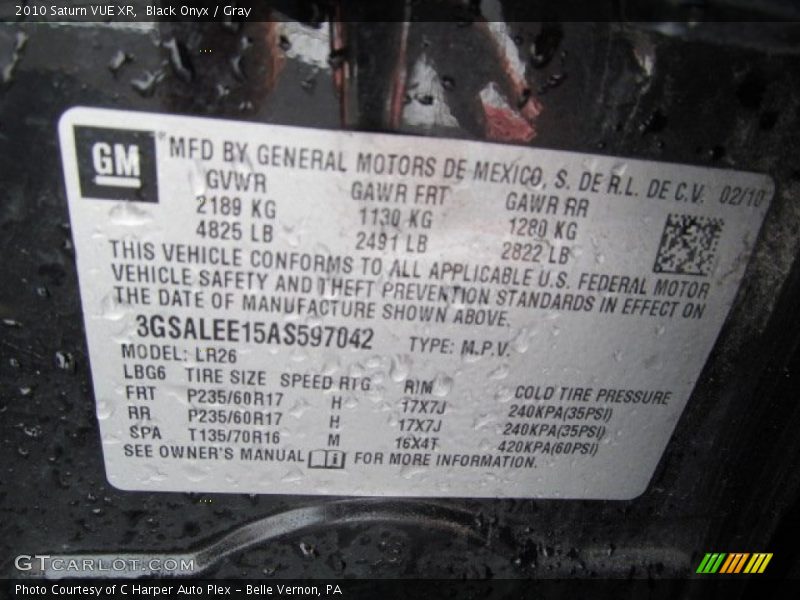 2010 Saturn VUE XR, Black Onyx / Gray
GM ® MFD BY GENERAL MOTORS DE MEXICO, S. DE R.L. DE C.V. 02/10
GVWR GAWR FRT GAWR RR
2189 KG 1130 KG 1280 KG
4825 LB 2491 LB 2822 LB
THIS VEHICLE CONFORMS TO ALL APPLICABLE U.S. FEDERAL MOTOR
VEHICLE SAFETY AND THEFT PREVENTION STANDARDS IN EFFECT ON
THE DATE OF MANUFACTURE SHOWN ABOVE.
3GSALEE15AS597042 TYPE: M.P.V.
MODEL: LR26
LBG6 TIRE SIZE SPEED RTG RIM COLD TIRE PRESSURE
FRT P235/60R17 H 17X7J 240KPA(35PSI)
RR P235/60R17 H 17X7J 240KPA(35PSI)
SPA T135/70R16 M 16X4T 420KPA(60PSI)
SEE OWNER'S MANUAL FOR MORE INFORMATION.
GTCARLOT.COM
Photo Courtesy of C Harper Auto Plex - Belle Vernon, PA